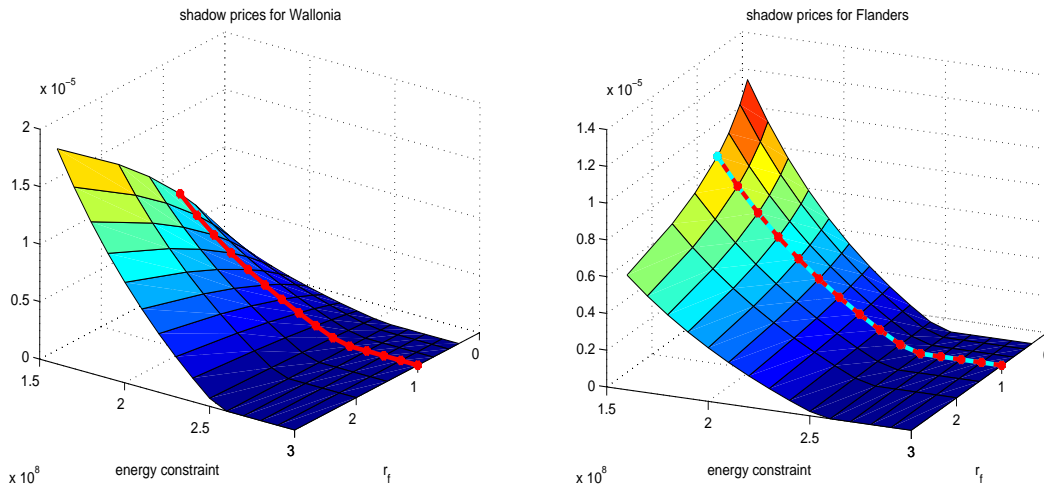 shadow prices for Wallonia
x 10⁻⁵
2
1.5
1
0.5
0
1.5
2
2.5
3
0
1
2
3
x 10⁸
energy constraint
r_f
shadow prices for Flanders
x 10⁻⁵
1.4
1.2
1
0.8
0.6
0.4
0.2
0
1.5
2
2.5
3
1
2
3
x 10⁸
energy constraint
r_f